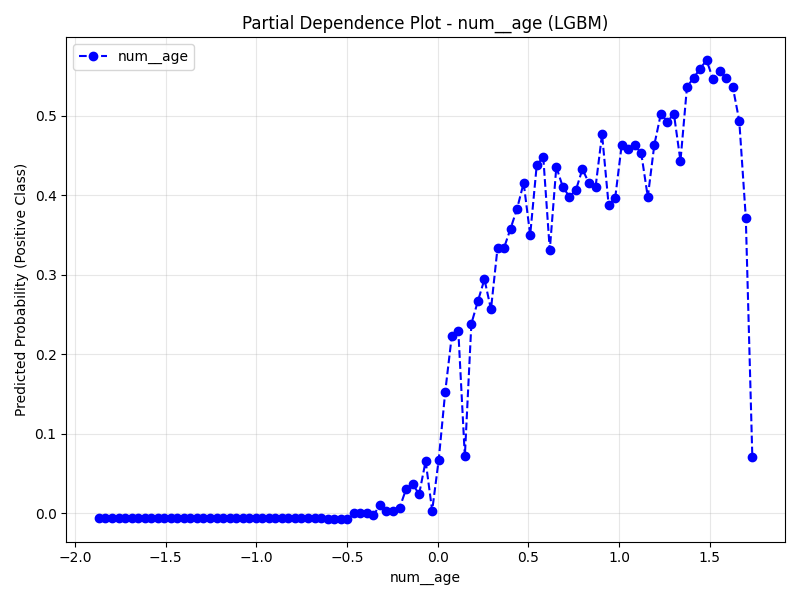 Partial Dependence Plot - num__age (LGBM)
num__age
Predicted Probability (Positive Class)
0.5
0.4
0.3
0.2
0.1
0.0
−2.0 −1.5 −1.0 −0.5 0.0 0.5 1.0 1.5
num__age